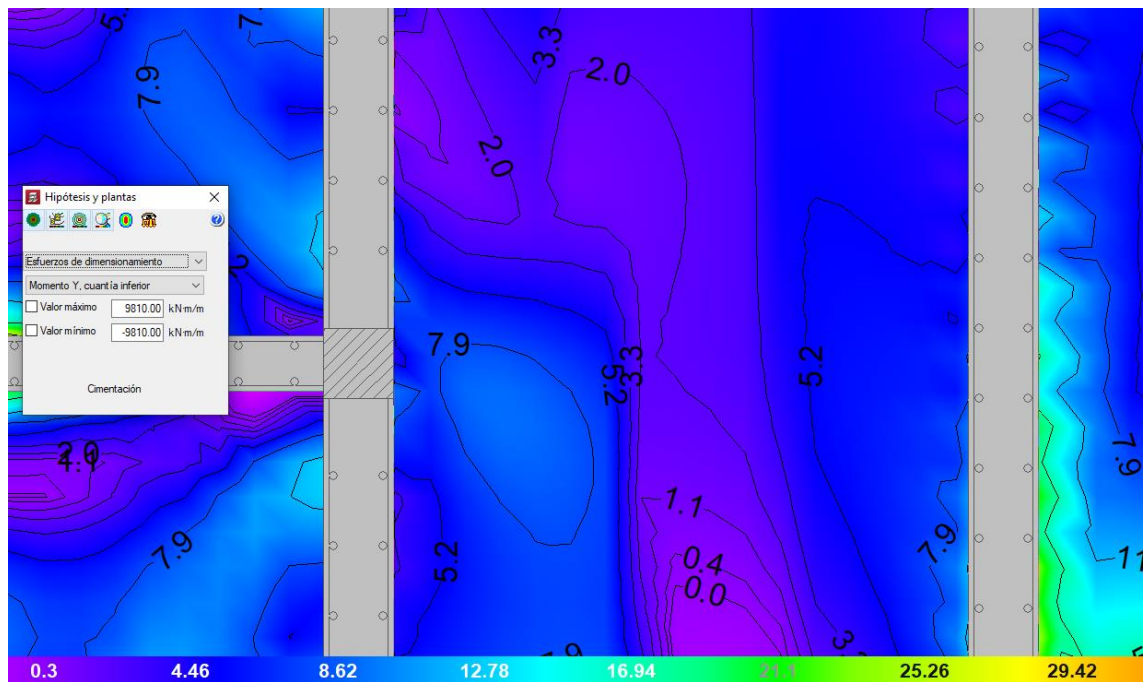 7.9
3.3
2.0
7.9
2.0
Hipótesis y plantas
Esfuerzos de dimensionamiento
Momento Y, cuantía inferior
Valor máximo 9810.00 kN·m/m
Valor mínimo -9810.00 kN·m/m
Cimentación
7.9
5.2
3.3
5.2
2.0
7.9
1.1
7.9
7.9
5.2
0.4
0.0
11
0.3 4.46 8.62 12.78 16.94 21.1 25.26 29.42